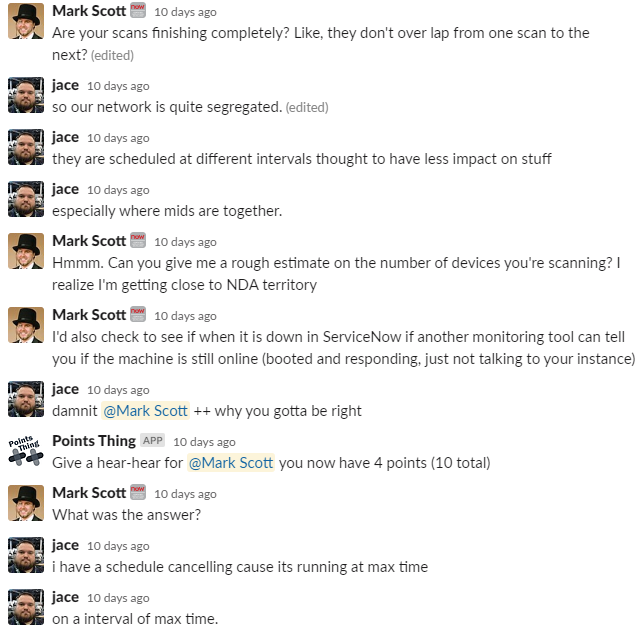 Mark Scott now 10 days ago
Are your scans finishing completely? Like, they don't over lap from one scan to the
next? (edited)
jace 10 days ago
so our network is quite segregated. (edited)
jace 10 days ago
they are scheduled at different intervals thought to have less impact on stuff
jace 10 days ago
especially where mids are together.
Mark Scott now 10 days ago
Hmmm. Can you give me a rough estimate on the number of devices you're scanning? I
realize I'm getting close to NDA territory
Mark Scott now 10 days ago
I'd also check to see if when it is down in ServiceNow if another monitoring tool can tell
you if the machine is still online (booted and responding, just not talking to your instance)
jace 10 days ago
damnit @Mark Scott ++ why you gotta be right
Points Thing
Points Thing APP 10 days ago
Give a hear-hear for @Mark Scott you now have 4 points (10 total)
Mark Scott now 10 days ago
What was the answer?
jace 10 days ago
i have a schedule cancelling cause its running at max time
jace 10 days ago
on a interval of max time.